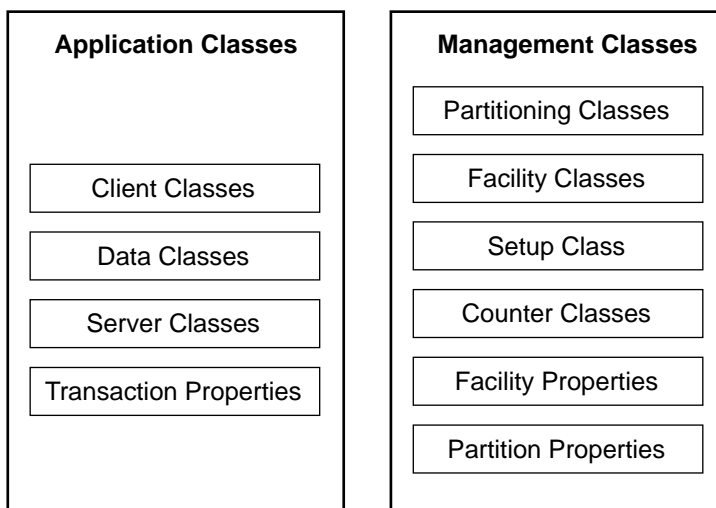 Application Classes
Client Classes
Data Classes
Server Classes
Transaction Properties
Management Classes
Partitioning Classes
Facility Classes
Setup Class
Counter Classes
Facility Properties
Partition Properties